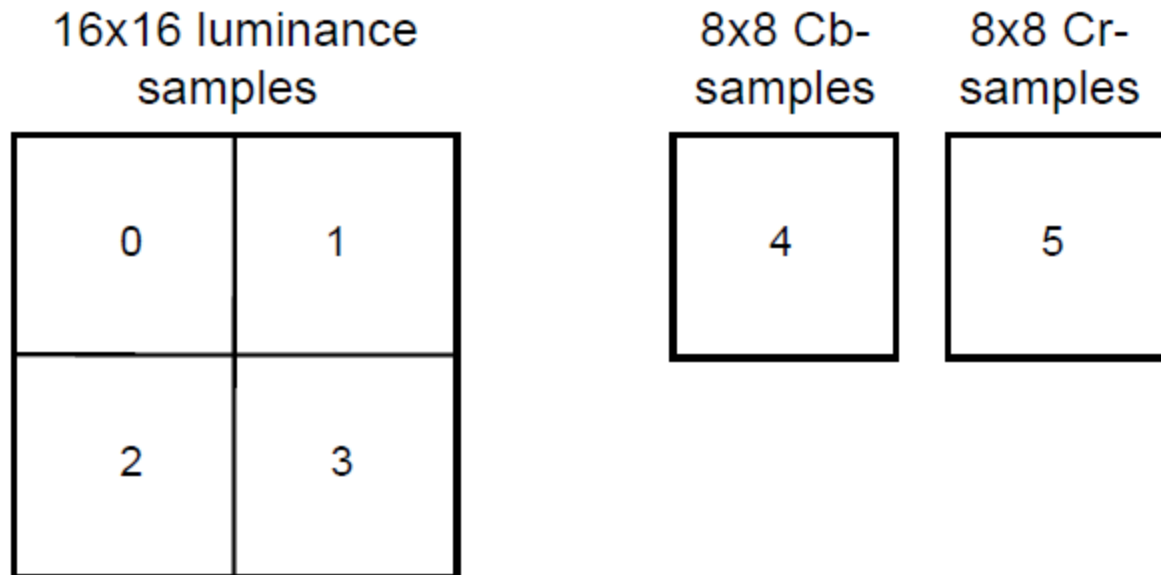 16x16 luminance
samples
8x8 Cb-
samples
8x8 Cr-
samples
0
1
4
5
2
3